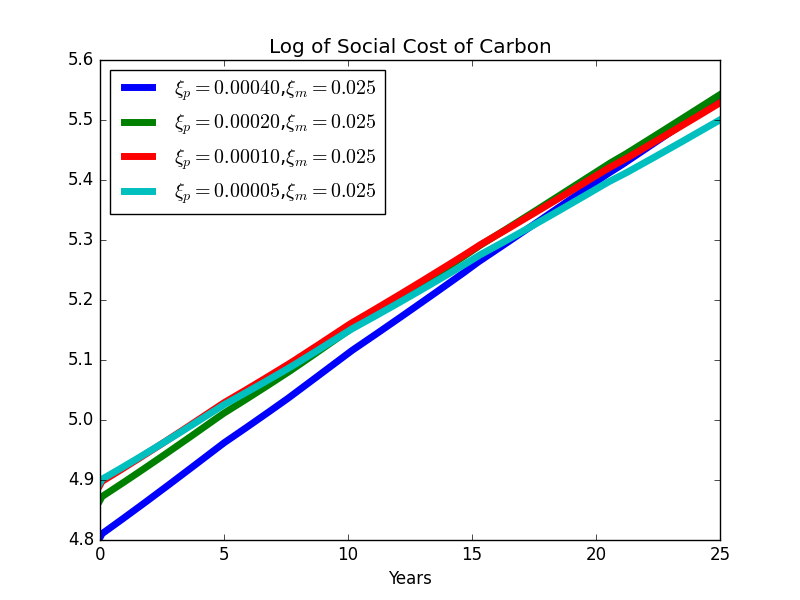 Log of Social Cost of Carbon
5.6
5.5
5.4
5.3
5.2
5.1
5.0
4.9
4.8
ξp = 0.00040,ξm = 0.025
ξp = 0.00020,ξm = 0.025
ξp = 0.00010,ξm = 0.025
ξp = 0.00005,ξm = 0.025
0 5 10 15 20 25
Years